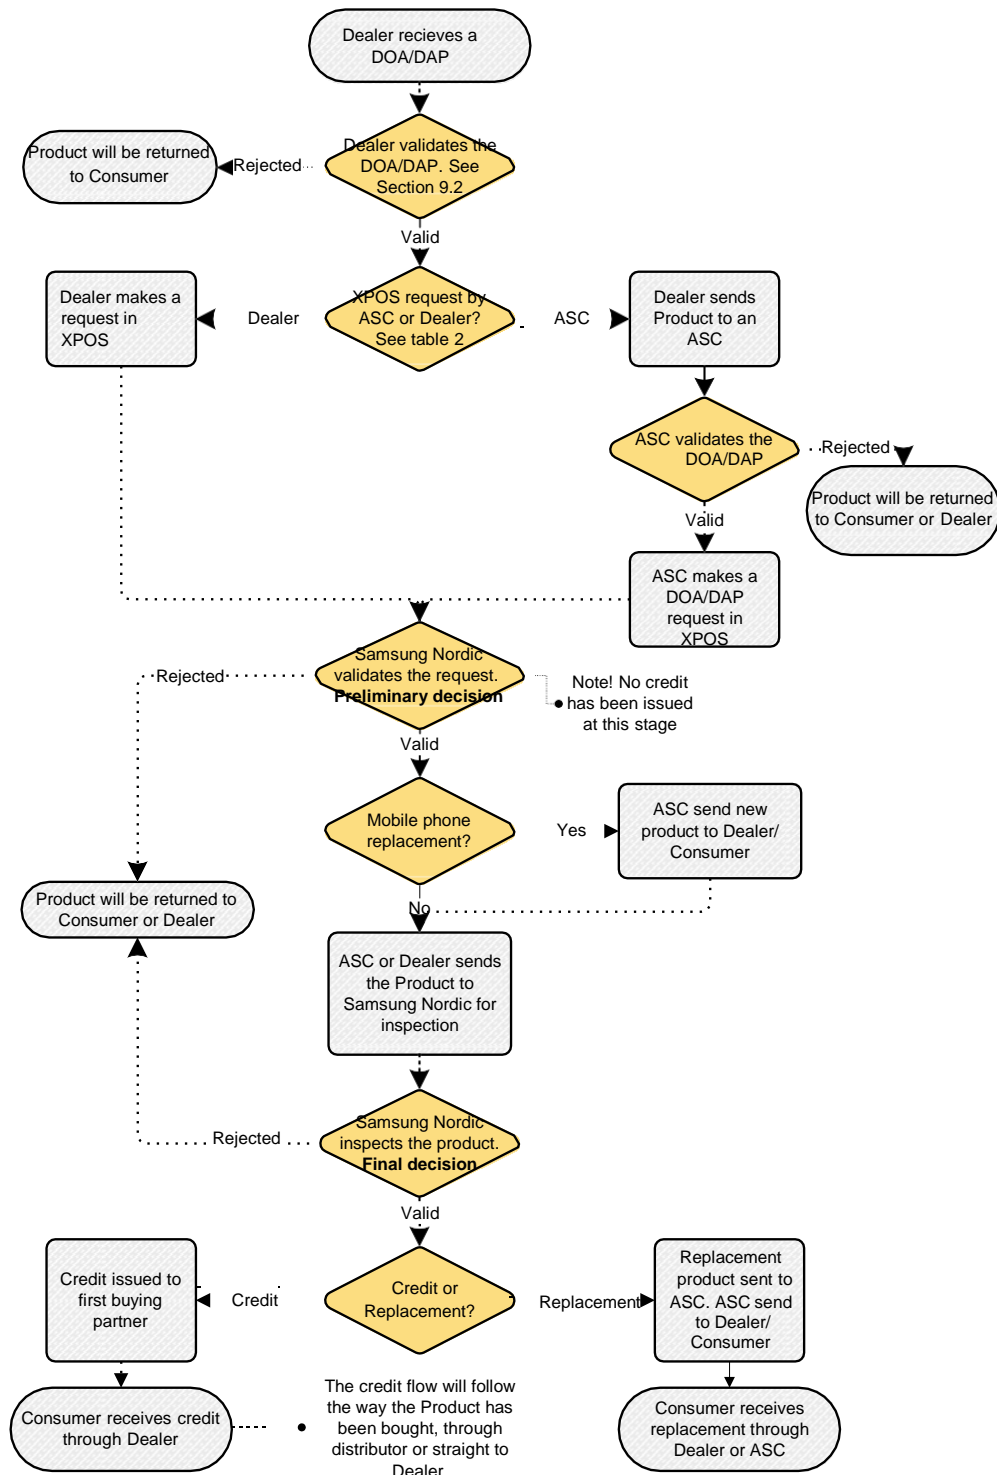 Dealer recieves a
DOA/DAP
Dealer validates the
DOA/DAP. See
Section 9.2
Rejected
Product will be returned
to Consumer
Valid
XPOS request by
ASC or Dealer?
See table 2
Dealer
Dealer makes a
request in
XPOS
ASC
Dealer sends
Product to an
ASC
ASC validates the
DOA/DAP
Rejected
Product will be returned
to Consumer or Dealer
Valid
ASC makes a
DOA/DAP
request in
XPOS
Samsung Nordic
validates the request.
Preliminary decision
Rejected
Note! No credit
has been issued
at this stage
Valid
Mobile phone
replacement?
Yes
ASC send new
product to Dealer/
Consumer
Product will be returned to
Consumer or Dealer
No
ASC or Dealer sends
the Product to
Samsung Nordic for
inspection
Samsung Nordic
inspects the product.
Final decision
Rejected
Valid
Credit or
Replacement?
Credit
Credit issued to
first buying
partner
Replacement
Replacement
product sent to
ASC. ASC send
to Dealer/
Consumer
Consumer receives credit
through Dealer
The credit flow will follow
the way the Product has
been bought, through
distributor or straight to
Dealer
Consumer receives
replacement through
Dealer or ASC